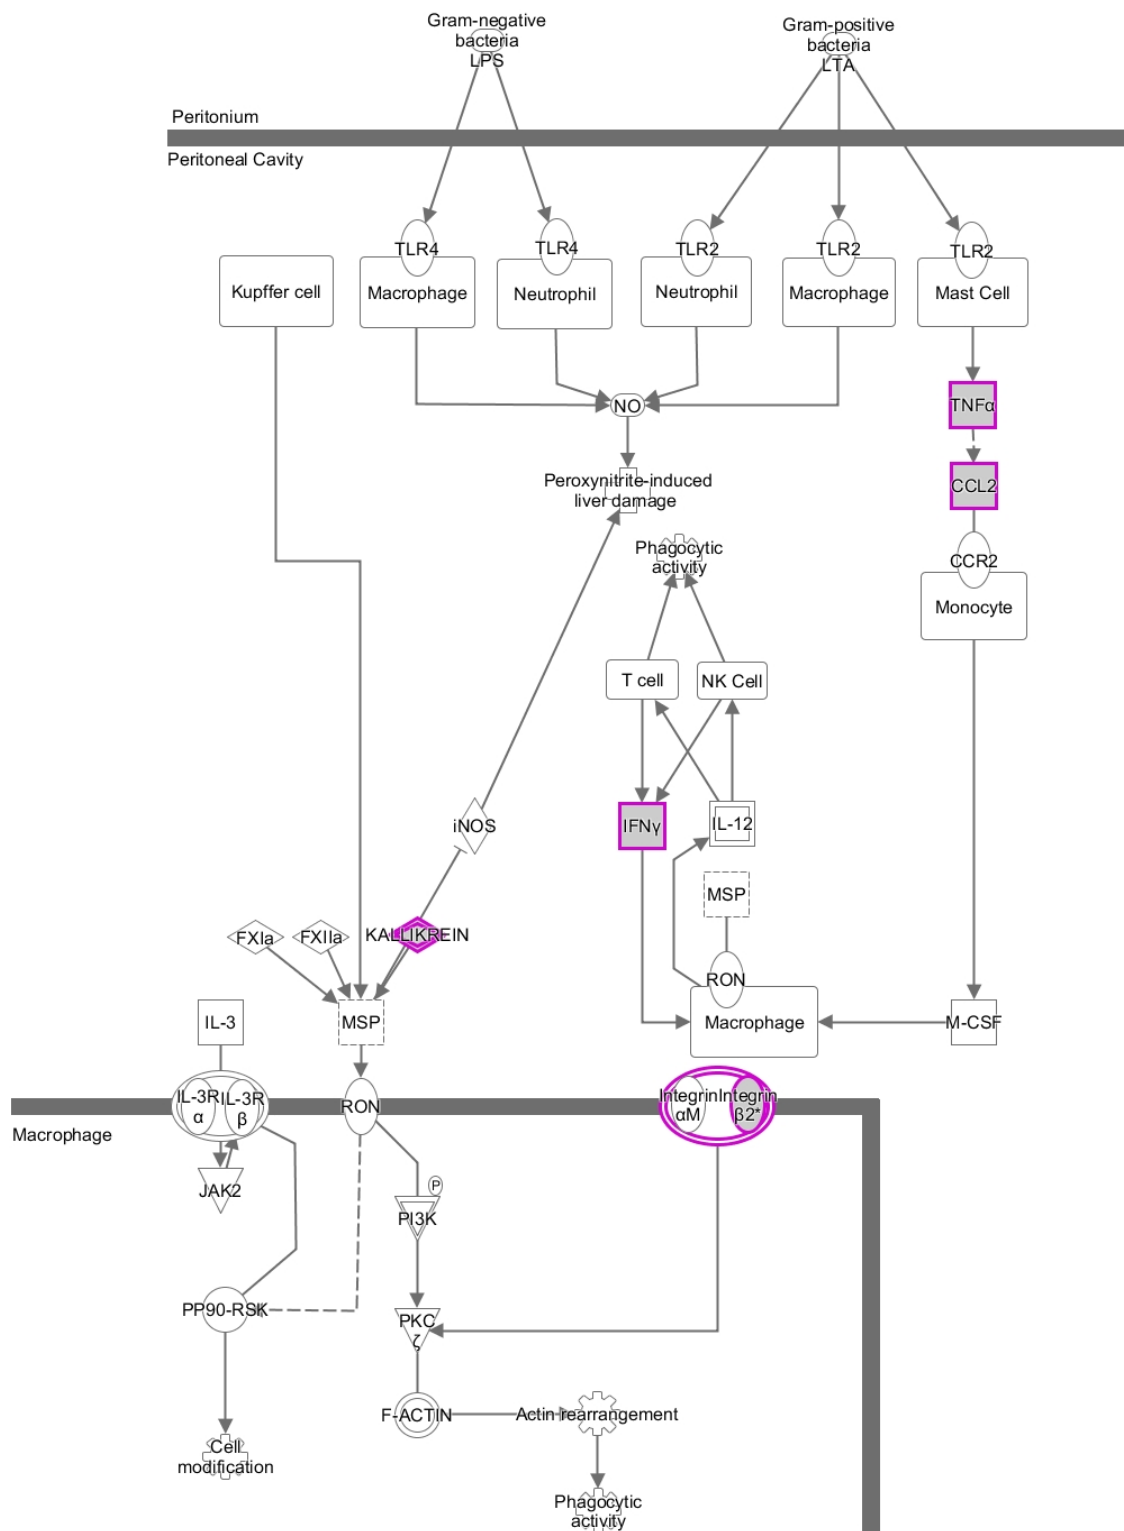 Gram-negative
bacteria
LPS
Gram-positive
bacteria
LTA
Peritonium
Peritoneal Cavity
TLR4
TLR4
TLR2
TLR2
TLR2
Kupffer cell
Macrophage
Neutrophil
Neutrophil
Macrophage
Mast Cell
NO
TNFα
Peroxynitrite-induced
liver damage
CCL2
Phagocytic
activity
CCR2
Monocyte
T cell
NK Cell
iNOS
IFNγ
IL-12
MSP
FXIa
FXIIa
KALLIKREIN
RON
IL-3
MSP
Macrophage
M-CSF
IL-3R
α
IL-3R
β
RON
Integrin
αM
Integrin
β2*
Macrophage
JAK2
P
PI3K
PP90-RSK
PKC
ζ
F-ACTIN
Actin rearrangement
Cell
modification
Phagocytic
activity